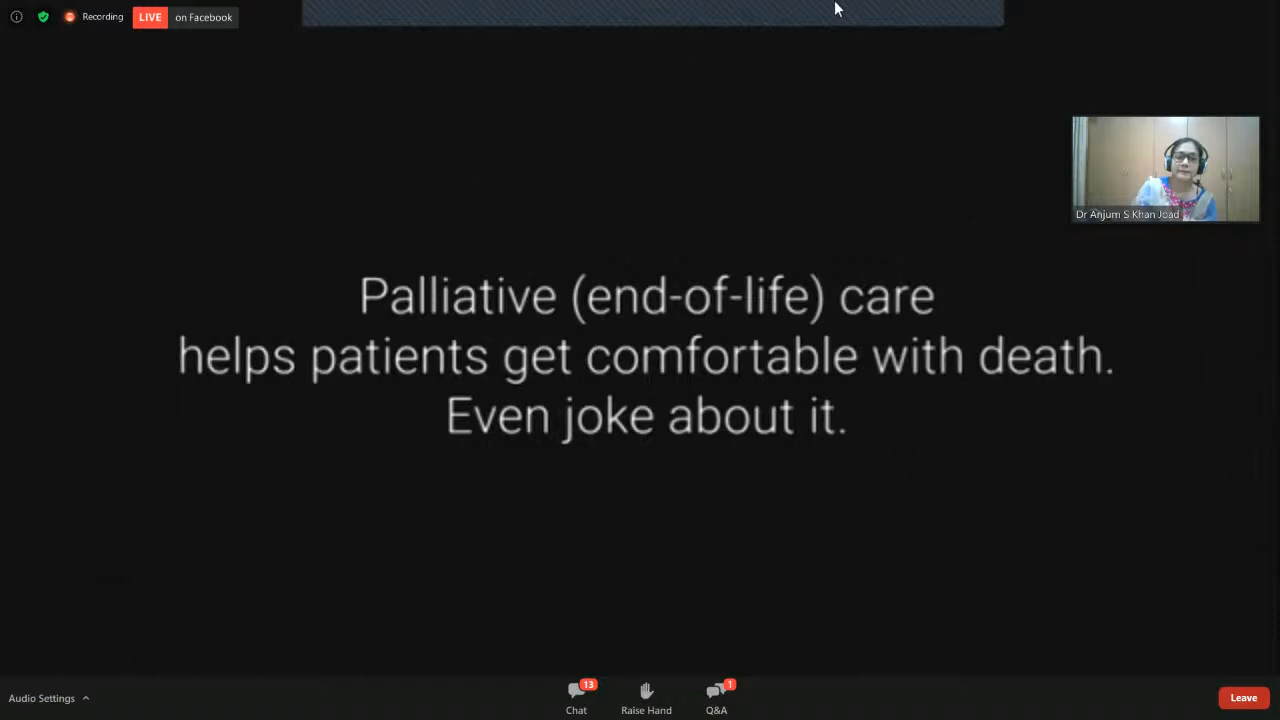 Recording
LIVE on Facebook
Dr Anjum S Khan Joad
Palliative (end-of-life) care
helps patients get comfortable with death.
Even joke about it.
Audio Settings
13
Chat
Raise Hand
1
Q&A
Leave